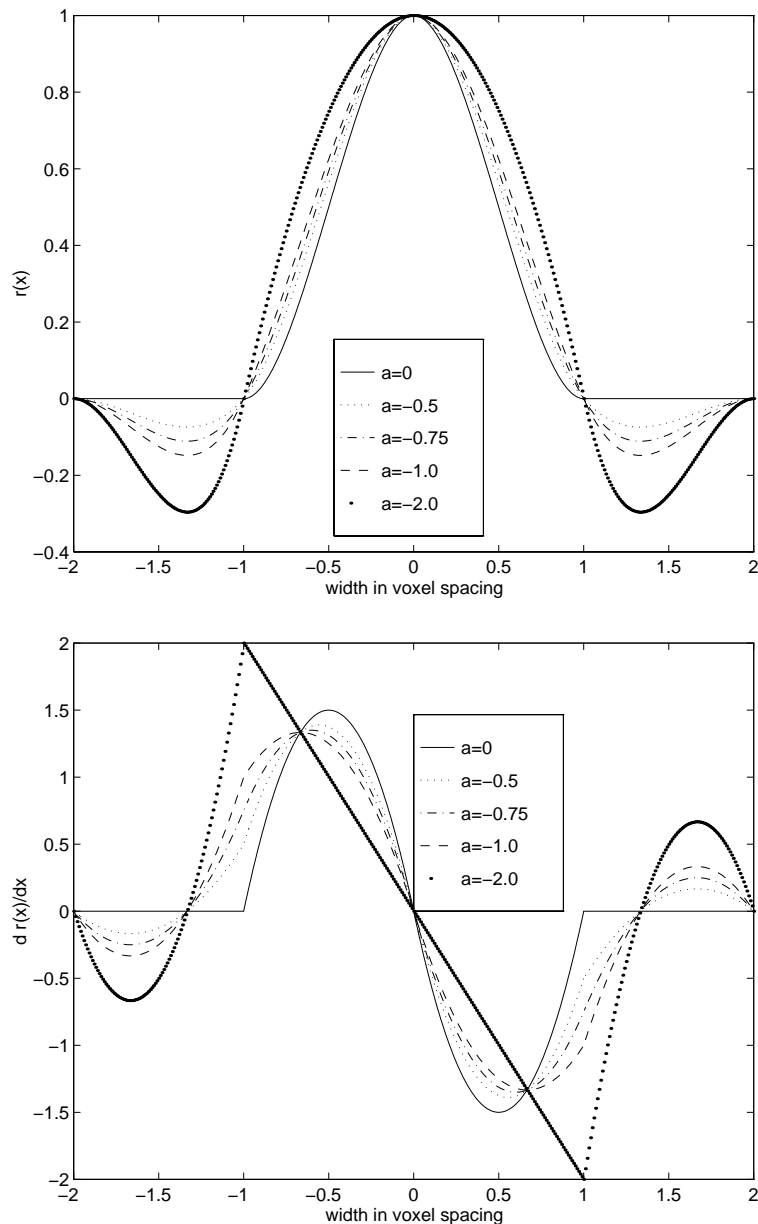 1
0.8
0.6
0.4
0.2
0
−0.2
−0.4
r(x)
a=0
a=−0.5
a=−0.75
a=−1.0
a=−2.0
−2 −1.5 −1 −0.5 0 0.5 1 1.5 2
width in voxel spacing
2
1.5
1
0.5
0
−0.5
−1
−1.5
−2
d r(x)/dx
a=0
a=−0.5
a=−0.75
a=−1.0
a=−2.0
−2 −1.5 −1 −0.5 0 0.5 1 1.5 2
width in voxel spacing